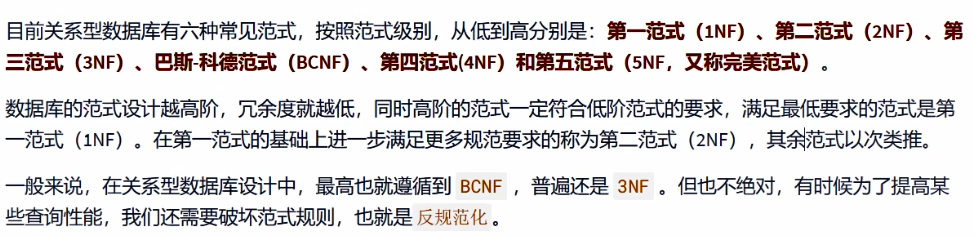 目前关系型数据库有六种常见范式，按照范式级别，从低到高分别是：第一范式（1NF）、第二范式（2NF）、第
三范式（3NF）、巴斯-科德范式（BCNF）、第四范式(4NF）和第五范式（5NF，又称完美范式）。
数据库的范式设计越高阶，冗余度就越低，同时高阶的范式一定符合低阶范式的要求，满足最低要求的范式是第
一范式（1NF）。在第一范式的基础上进一步满足更多规范要求的称为第二范式（2NF），其余范式以次类推。
一般来说，在关系型数据库设计中，最高也就遵循到 BCNF ，普遍还是 3NF 。但也不绝对，有时候为了提高某
些查询性能，我们还需要破坏范式规则，也就是 反规范化 。